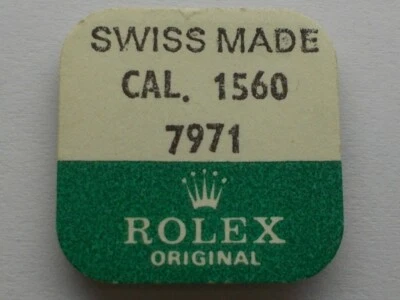 SWISS MADE
CAL. 1560
7971
ROLEX
ORIGINAL